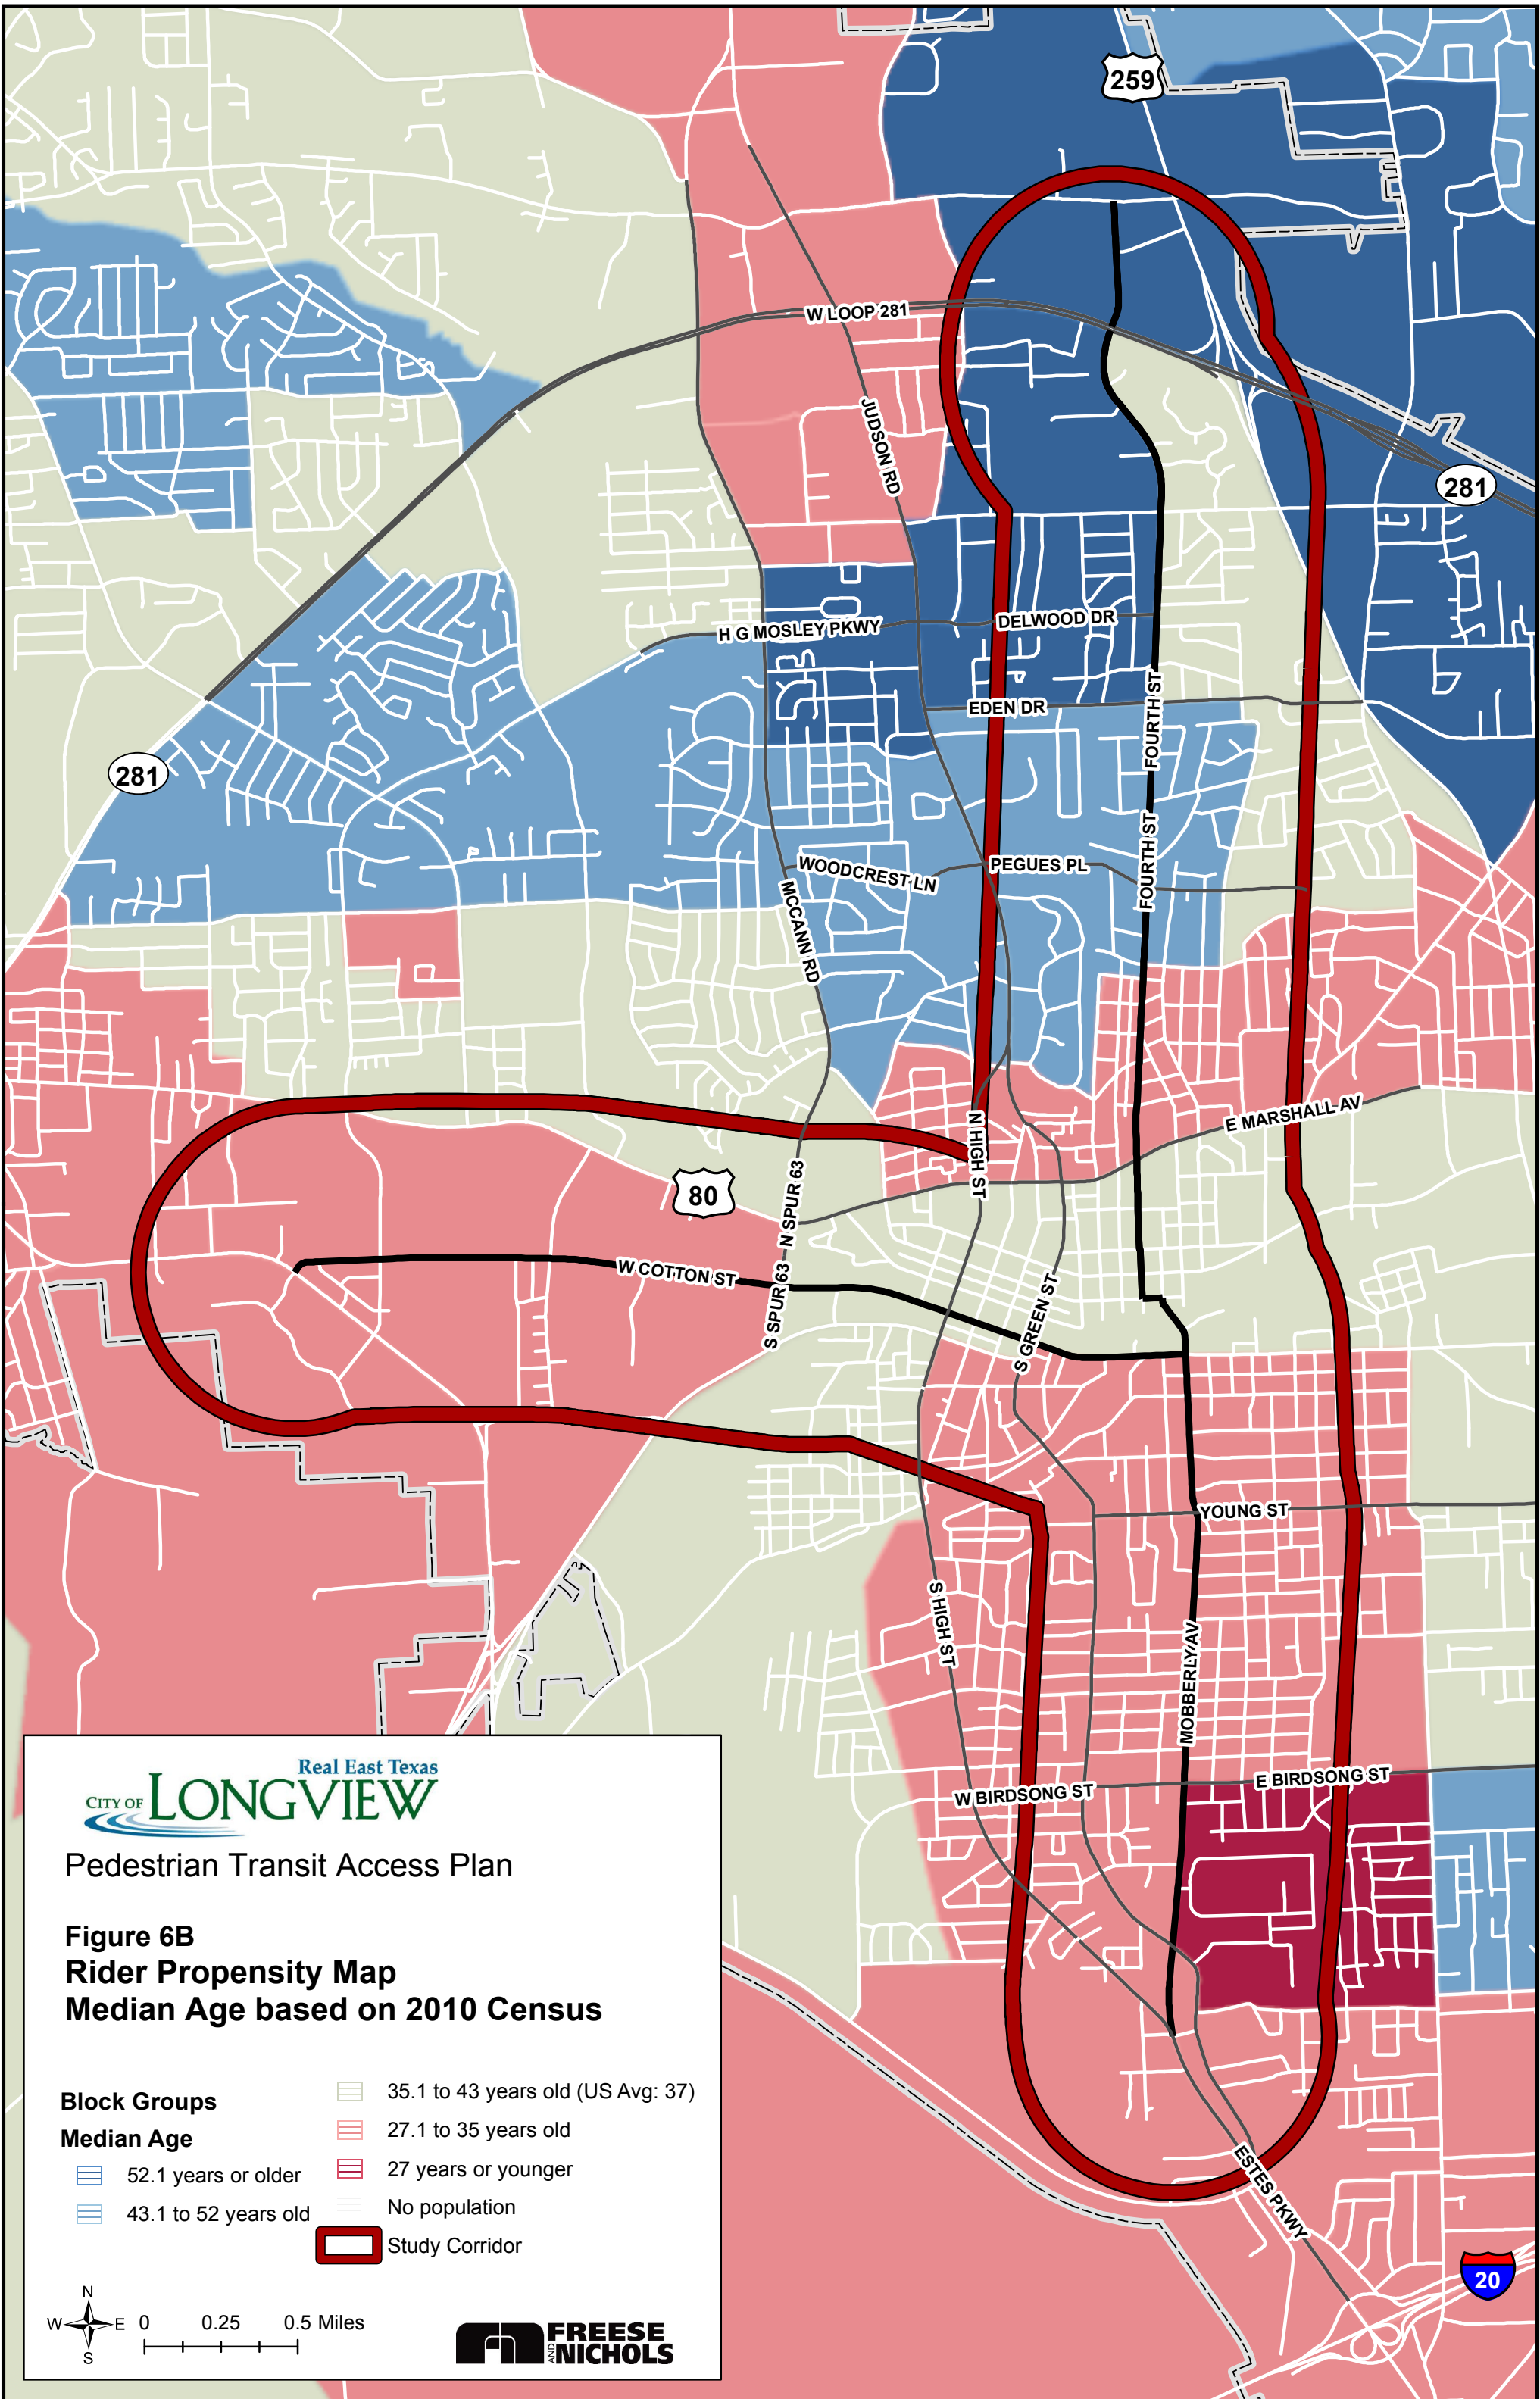 259
W LOOP 281
JUDSON RD
281
H G MOSLEY PKWY
DELWOOD DR
EDEN DR
FOURTH ST
281
FOURTH ST
WOODCREST LN
PEGUES PL
MCCANN RD
E MARSHALL AV
N HIGH ST
80
N SPUR 63
W COTTON ST
S SPUR 63
S GREEN ST
YOUNG ST
S HIGH ST
MOBBERLY AV
W BIRDSONG ST
E BIRDSONG ST
ESTES PKWY
20
Real East Texas
CITY OF LONGVIEW
Pedestrian Transit Access Plan
Figure 6B
Rider Propensity Map
Median Age based on 2010 Census
Block Groups
Median Age
52.1 years or older
43.1 to 52 years old
35.1 to 43 years old (US Avg: 37)
27.1 to 35 years old
27 years or younger
No population
Study Corridor
N
W E
S
0 0.25 0.5 Miles
FREESE
AND
NICHOLS